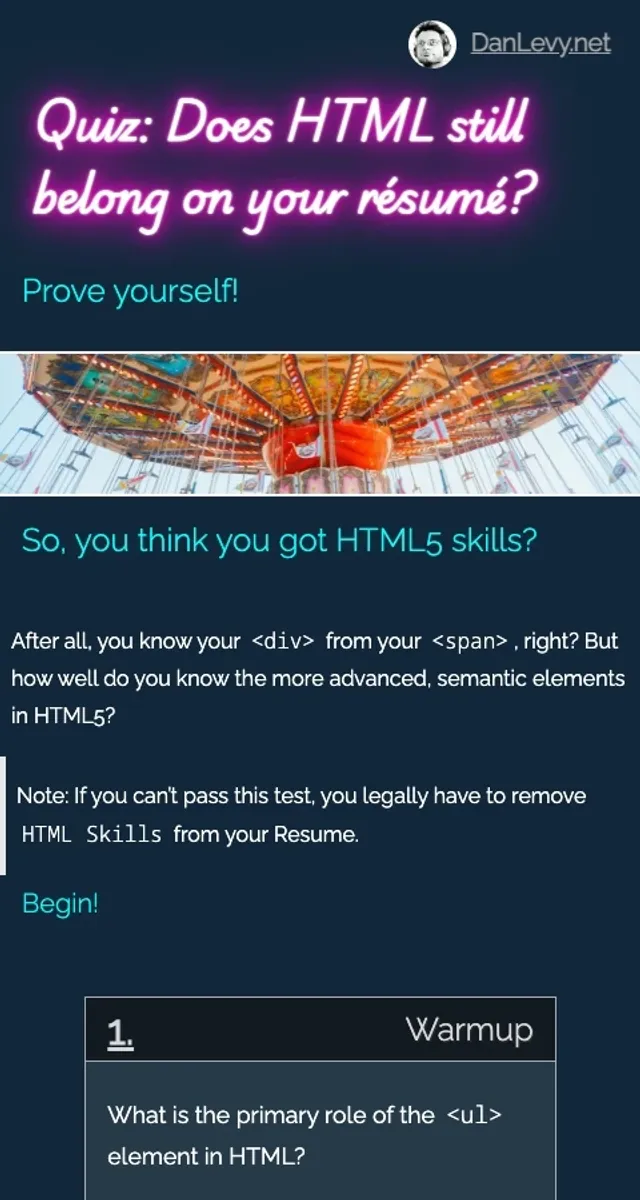 DanLevy.net
Quiz: Does HTML still
belong on your résumé?
Prove yourself!
So, you think you got HTML5 skills?
After all, you know your <div> from your <span> , right? But
how well do you know the more advanced, semantic elements
in HTML5?
Note: If you can't pass this test, you legally have to remove
HTML Skills from your Resume.
Begin!
1. Warmup
What is the primary role of the <ul>
element in HTML?